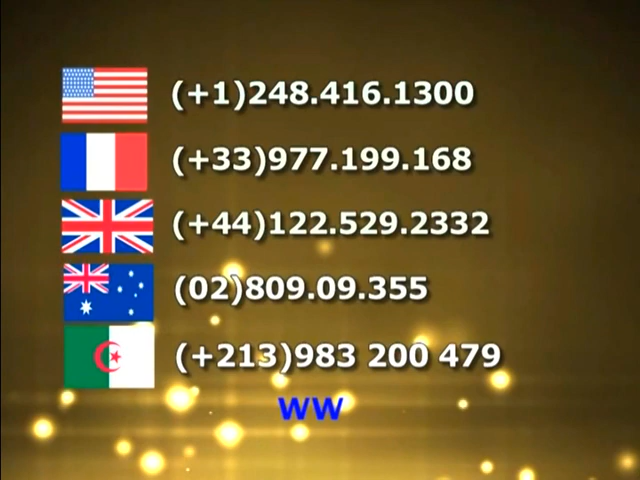 (+1)248.416.1300
(+33)977.199.168
(+44)122.529.2332
(02)809.09.355
(+213)983 200 479
WW